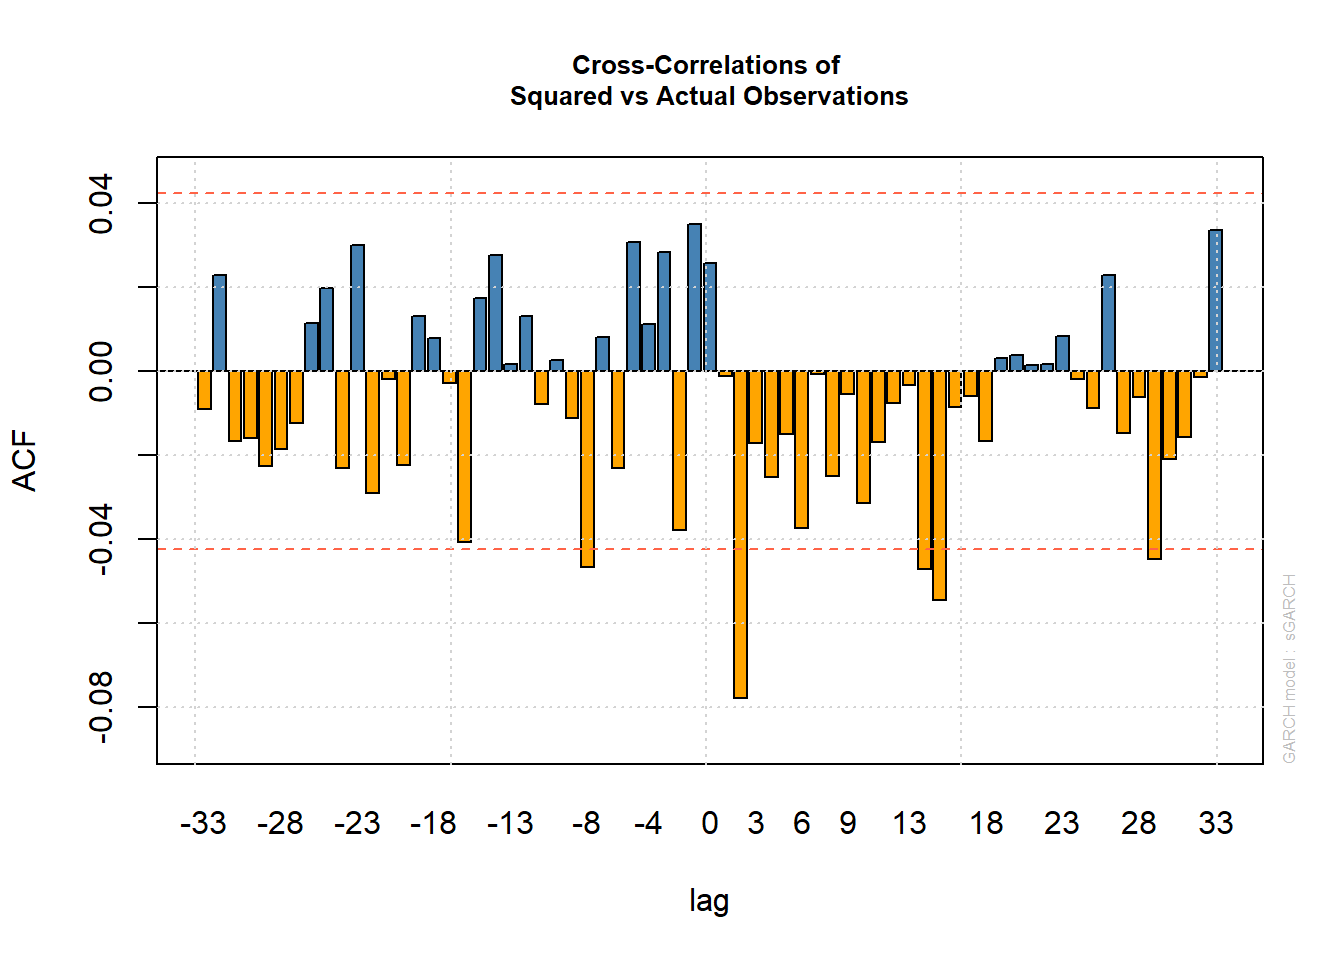 Cross-Correlations of
Squared vs Actual Observations
ACF
0.04
0.00
-0.04
-0.08
-33 -28 -23 -18 -13 -8 -4 0 3 6 9 13 18 23 28 33
lag
GARCH model : sGARCH